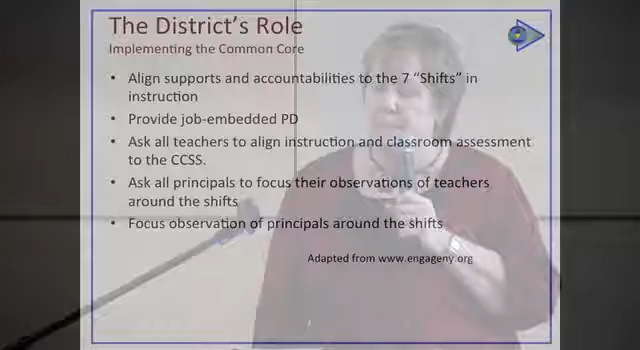 The District's Role
Implementing the Common Core
• Align supports and accountabilities to the 7 “Shifts” in
instruction
• Provide job-embedded PD
• Ask all teachers to align instruction and classroom assessment
to the CCSS.
• Ask all principals to focus their observations of teachers
around the shifts
• Focus observation of principals around the shifts
Adapted from www.engageny.org